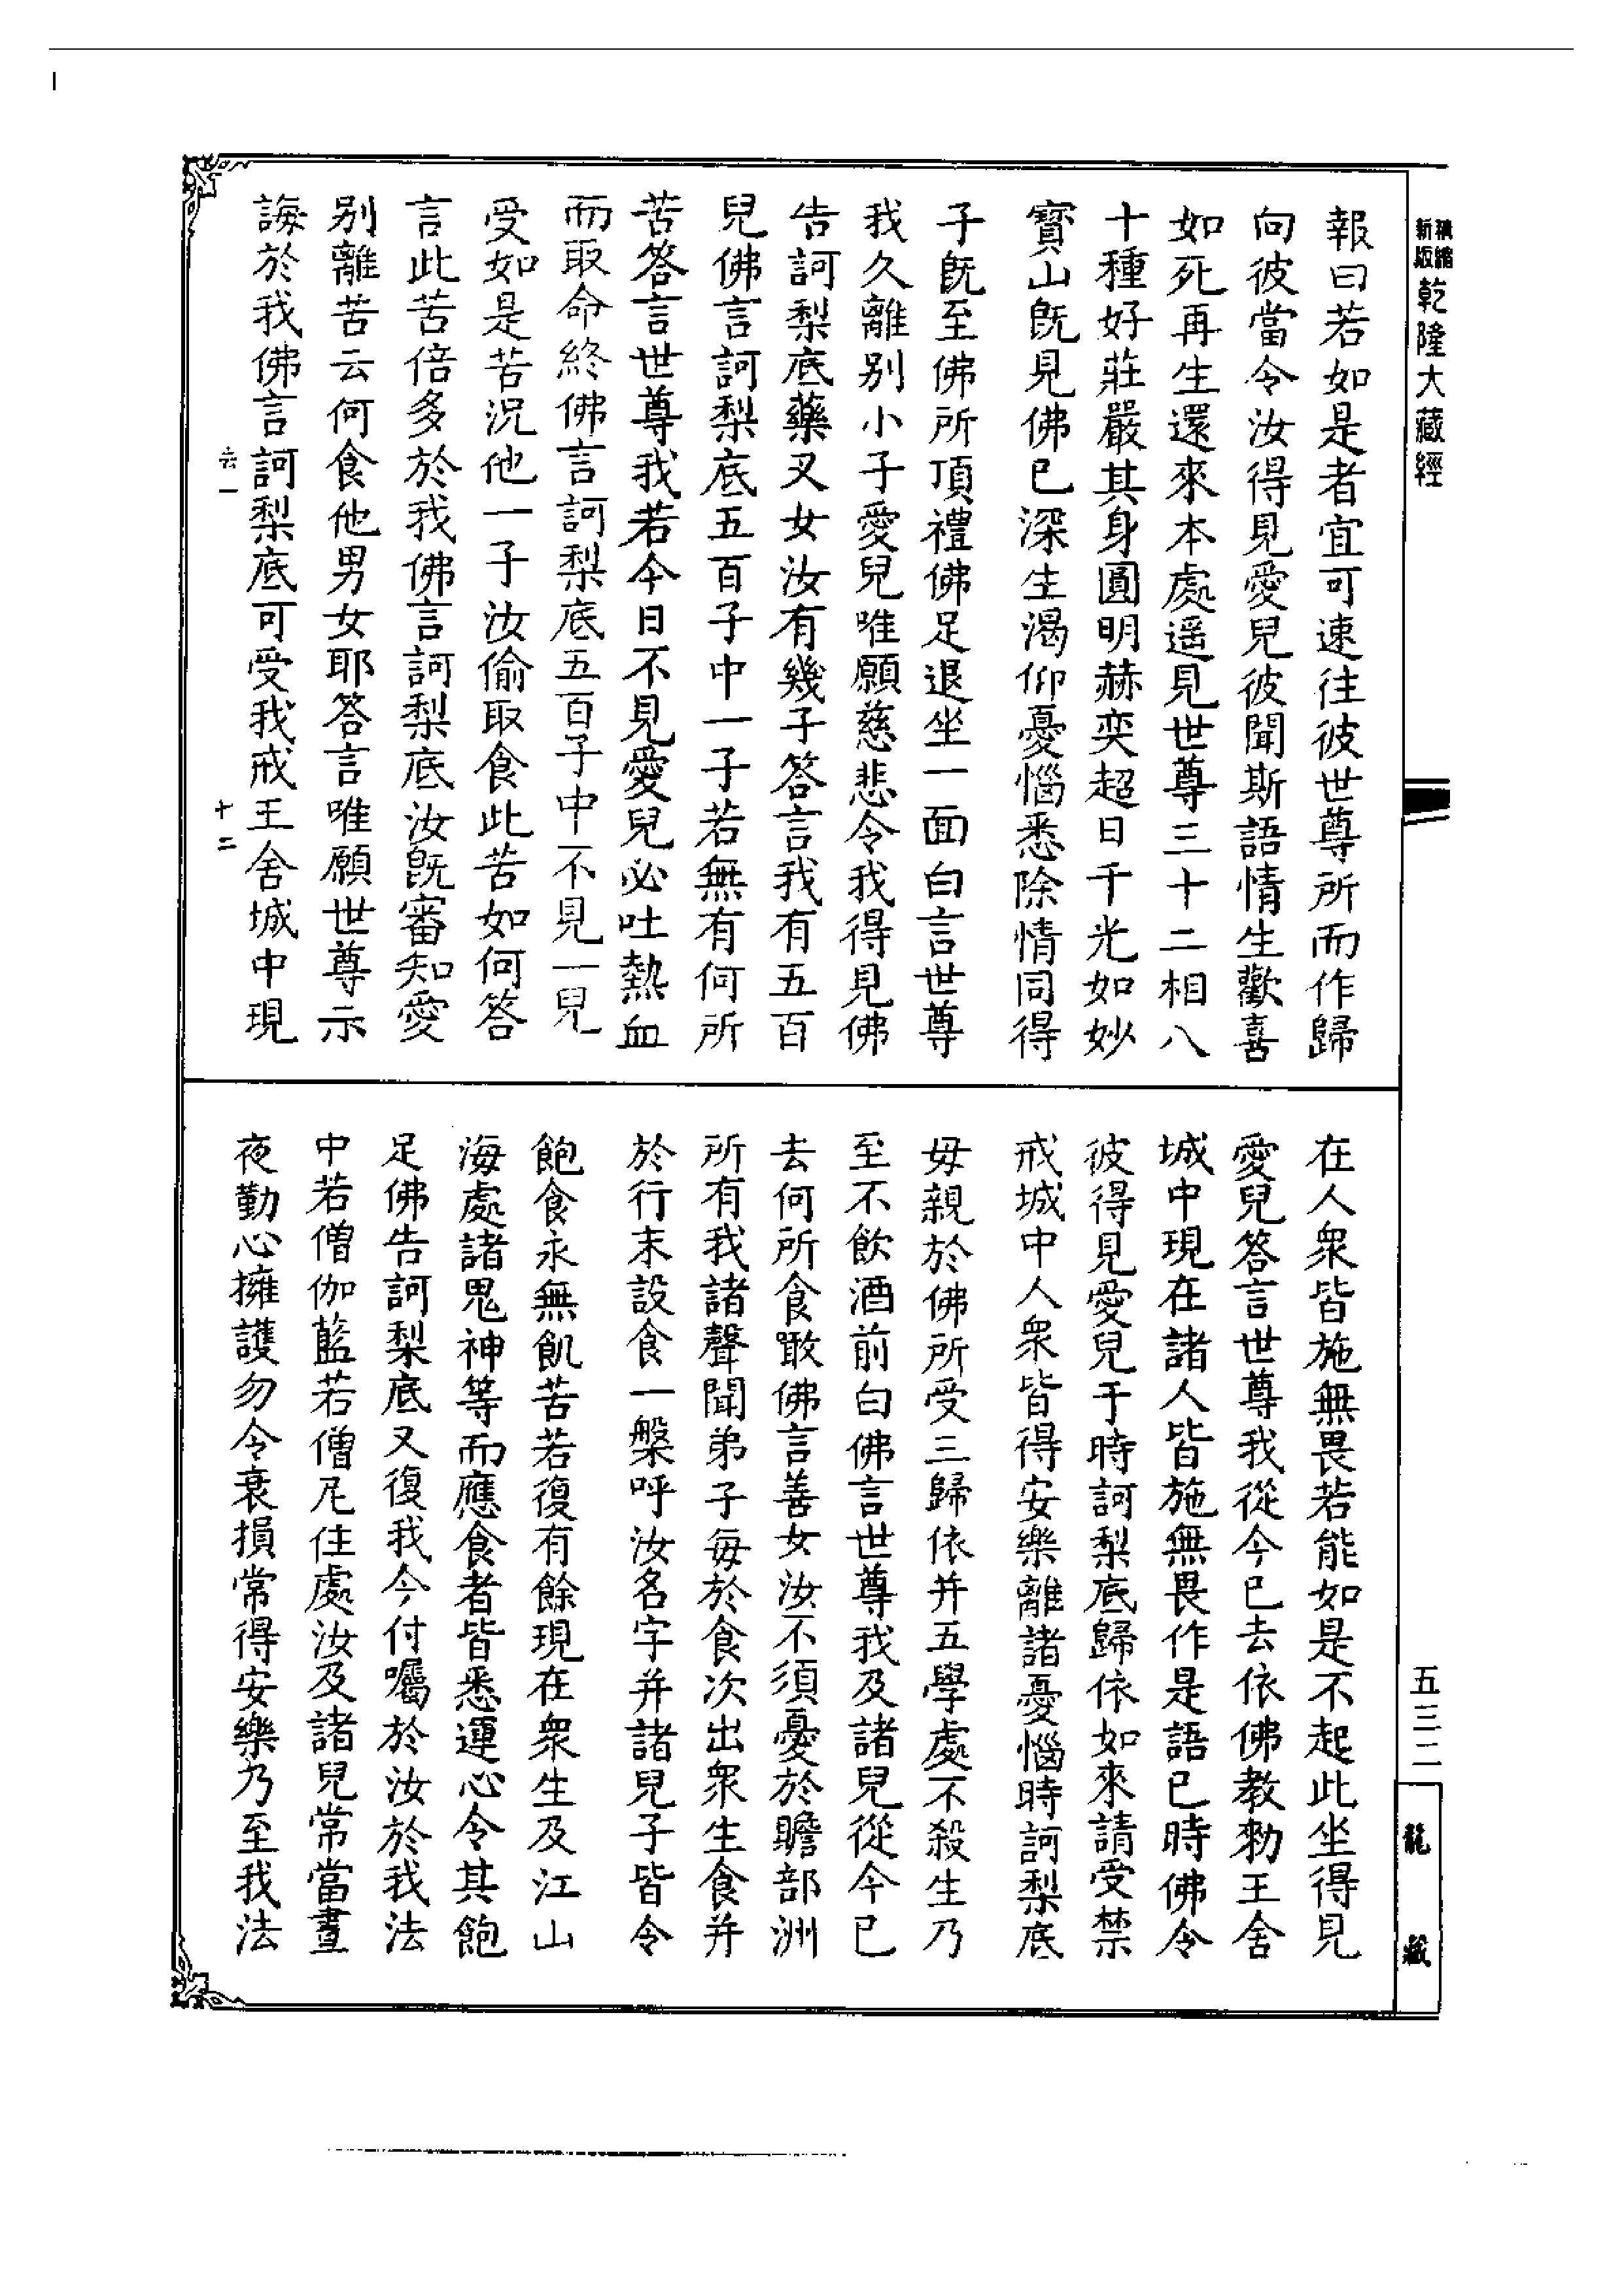 精縮新版乾隆大藏經
五三二
龍藏
報曰若如是者宜可速往彼世尊所而作歸
向彼當令汝得見愛兒彼聞斯語情生歡喜
如死再生還來本處遥見世尊三十二相八
十種好莊嚴其身圓明赫奕超日千光如妙
寳山旣見佛已深生渴仰憂惱悉除情同得
子旣至佛所頂禮佛足退坐一面白言世尊
我久離别小子愛兒唯願慈悲令我得見佛
告訶梨底藥叉女汝有幾子答言我有五百
兒佛言訶梨底五百子中一子若無有何所
苦答言世尊我若今日不見愛兒必吐熱血
而取命終佛言訶梨底五百子中不見一兒
受如是苦況他一子汝偷取食此苦如何答
言此苦倍多於我佛言訶梨底汝旣審知愛
别離苦云何食他男女耶答言唯願世尊示
誨於我佛言訶梨底可受我戒王舍城中現
十二
在人衆皆施無畏若能如是不起此坐得見
愛兒答言世尊我從今已去依佛教勑王舍
城中現在諸人皆施無畏作是語已時佛令
彼得見愛兒于時訶梨底歸依如來請受禁
戒城中人衆皆得安樂離諸憂惱時訶梨底
毋親於佛所受三歸依并五學處不殺生乃
至不飲酒前白佛言世尊我及諸兒從今已
去何所食噉佛言善女汝不須憂於贍部洲
所有我諸聲聞弟子每於食次出衆生食并
於行末設食一槃呼汝名字并諸兒子皆令
飽食永無飢苦若復有餘現在衆生及江山
海處諸鬼神等而應食者皆悉運心令其飽
足佛告訶梨底又復我今付囑於汝於我法
中若僧伽藍若僧尼住處汝及諸兒常當晝
夜勤心擁護勿令衰損常得安樂乃至我法